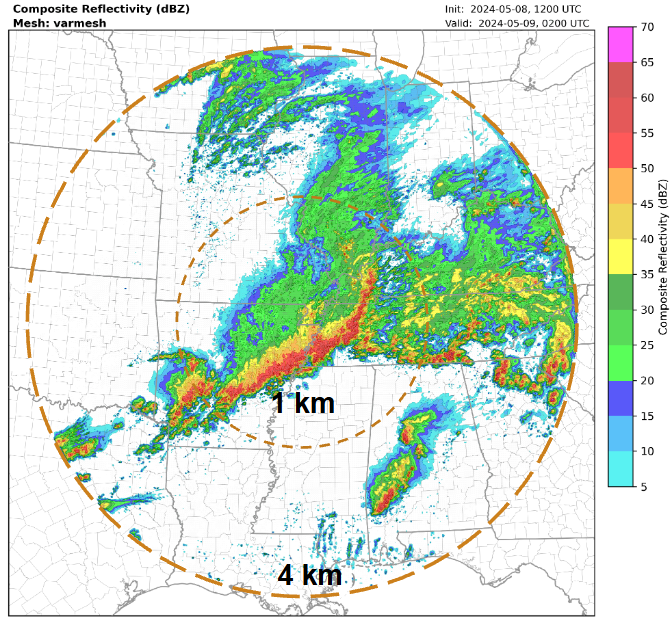 Composite Reflectivity (dBZ)
Mesh: varmesh
Init: 2024-05-08, 1200 UTC
Valid: 2024-05-09, 0200 UTC
1 km
4 km
70
65
60
55
50
45
40
35
30
25
20
15
10
5
Composite Reflectivity (dBZ)